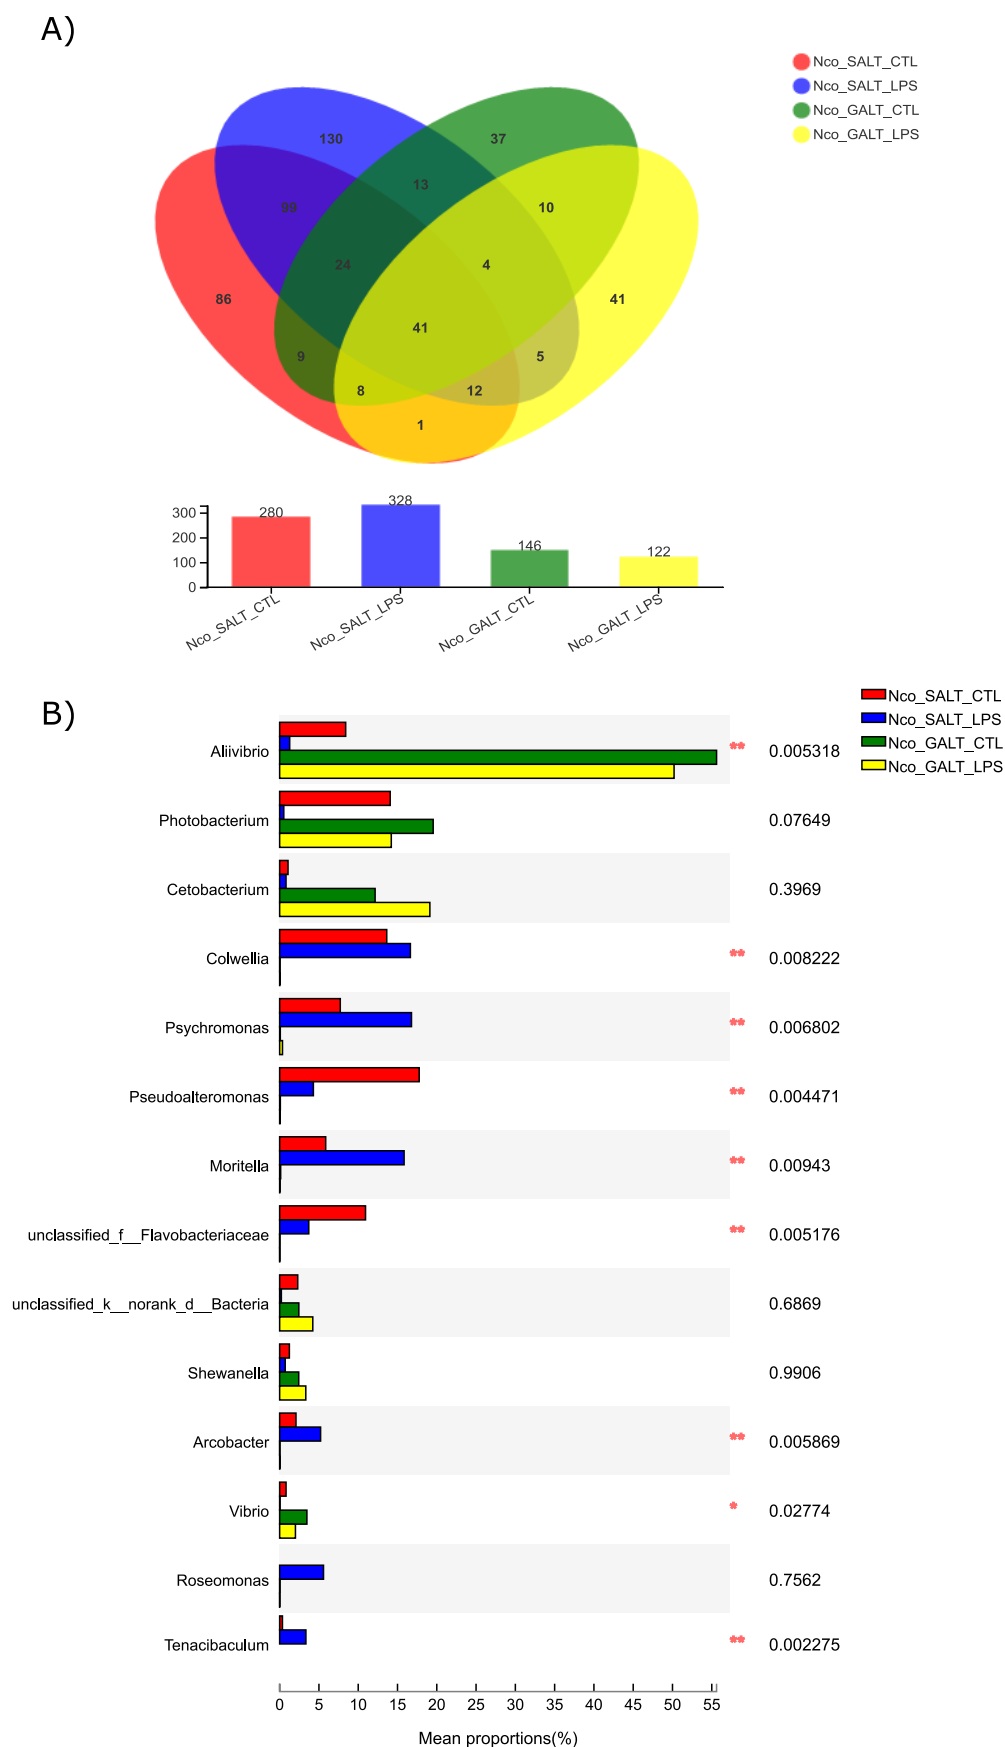 A)
Nco_SALT_CTL
Nco_SALT_LPS
Nco_GALT_CTL
Nco_GALT_LPS
130
37
13
99
10
24
4
86
41
41
9
5
8
12
1
300
200
100
0
280
328
146
122
Nco_SALT_CTL
Nco_SALT_LPS
Nco_GALT_CTL
Nco_GALT_LPS
B)
Nco_SALT_CTL
Nco_SALT_LPS
Nco_GALT_CTL
Nco_GALT_LPS
Aliivibrio ** 0.005318
Photobacterium 0.07649
Cetobacterium 0.3969
Colwellia ** 0.008222
Psychromonas ** 0.006802
Pseudoalteromonas ** 0.004471
Moritella ** 0.00943
unclassified_f__Flavobacteriaceae ** 0.005176
unclassified_k__norank_d__Bacteria 0.6869
Shewanella 0.9906
Arcobacter ** 0.005869
Vibrio * 0.02774
Roseomonas 0.7562
Tenacibaculum ** 0.002275
0 5 10 15 20 25 30 35 40 45 50 55
Mean proportions(%)